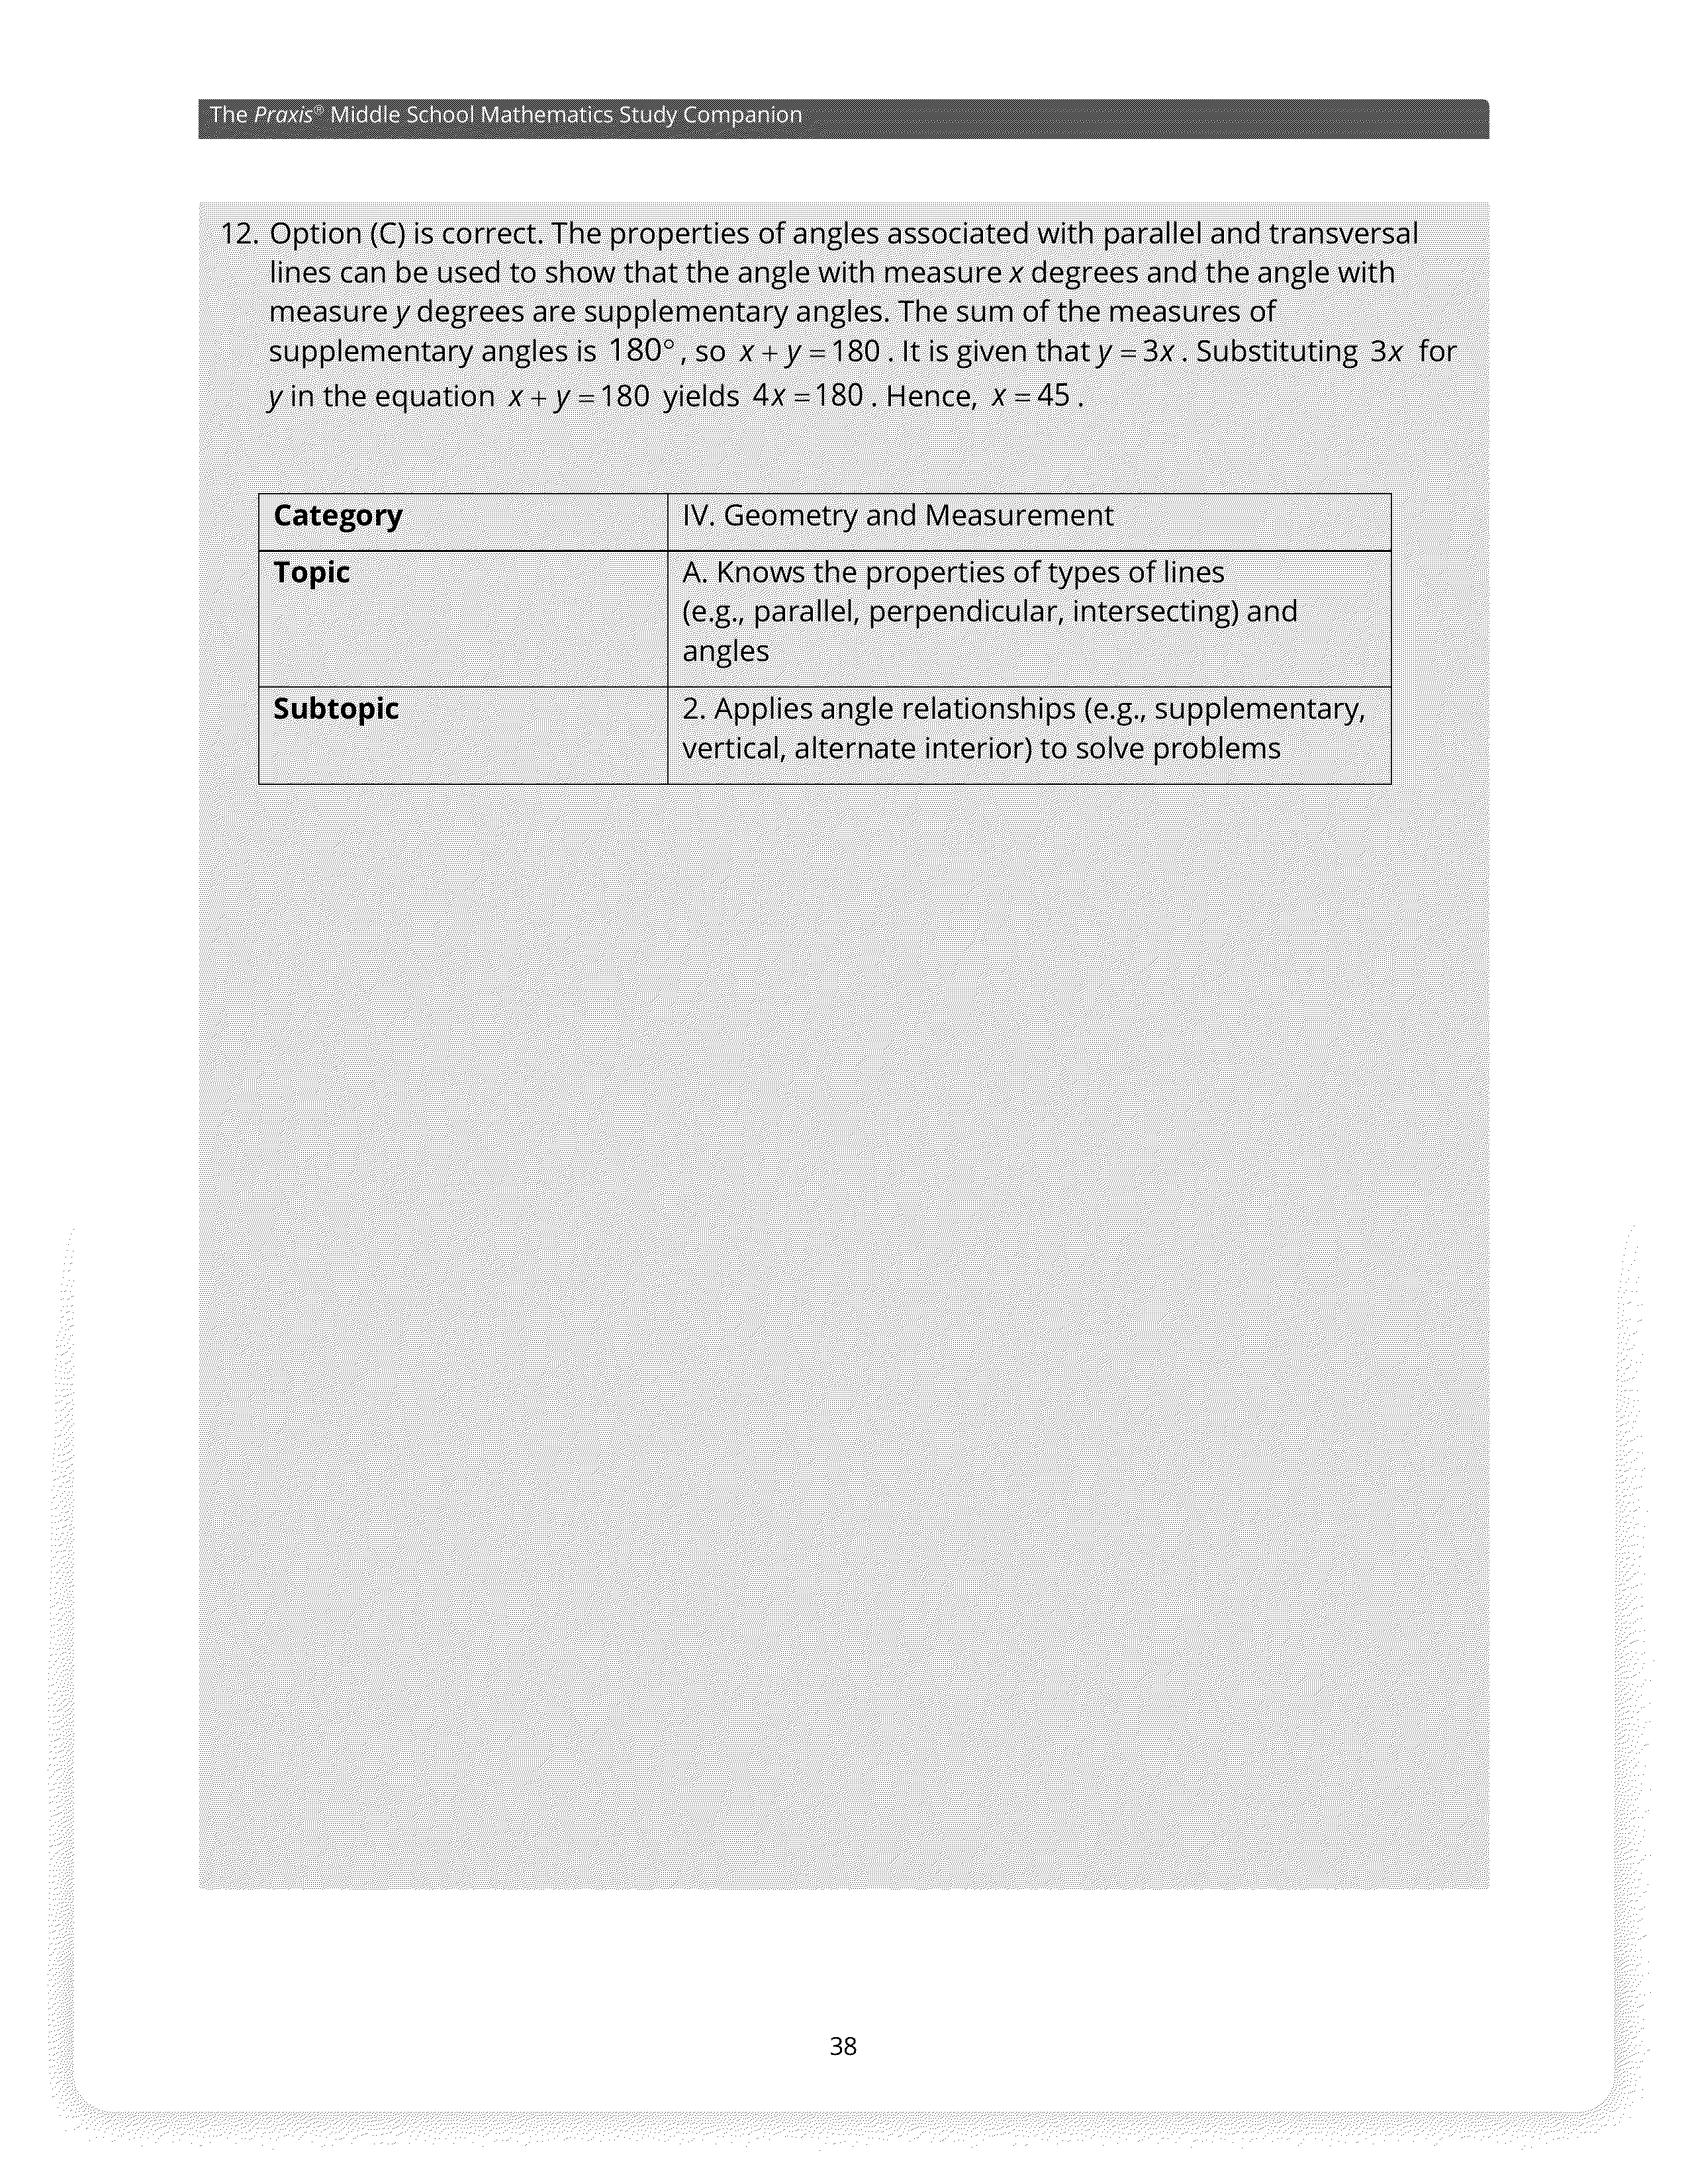 The Praxis® Middle School Mathematics Study Companion
12. Option (C) is correct. The properties of angles associated with parallel and transversal
lines can be used to show that the angle with measure x degrees and the angle with
measure y degrees are supplementary angles. The sum of the measures of
supplementary angles is 180°, so x + y = 180. It is given that y = 3x. Substituting 3x for
y in the equation x + y = 180 yields 4x = 180. Hence, x = 45.
Category
IV. Geometry and Measurement
Topic
A. Knows the properties of types of lines
(e.g., parallel, perpendicular, intersecting) and
angles
Subtopic
2. Applies angle relationships (e.g., supplementary,
vertical, alternate interior) to solve problems
38